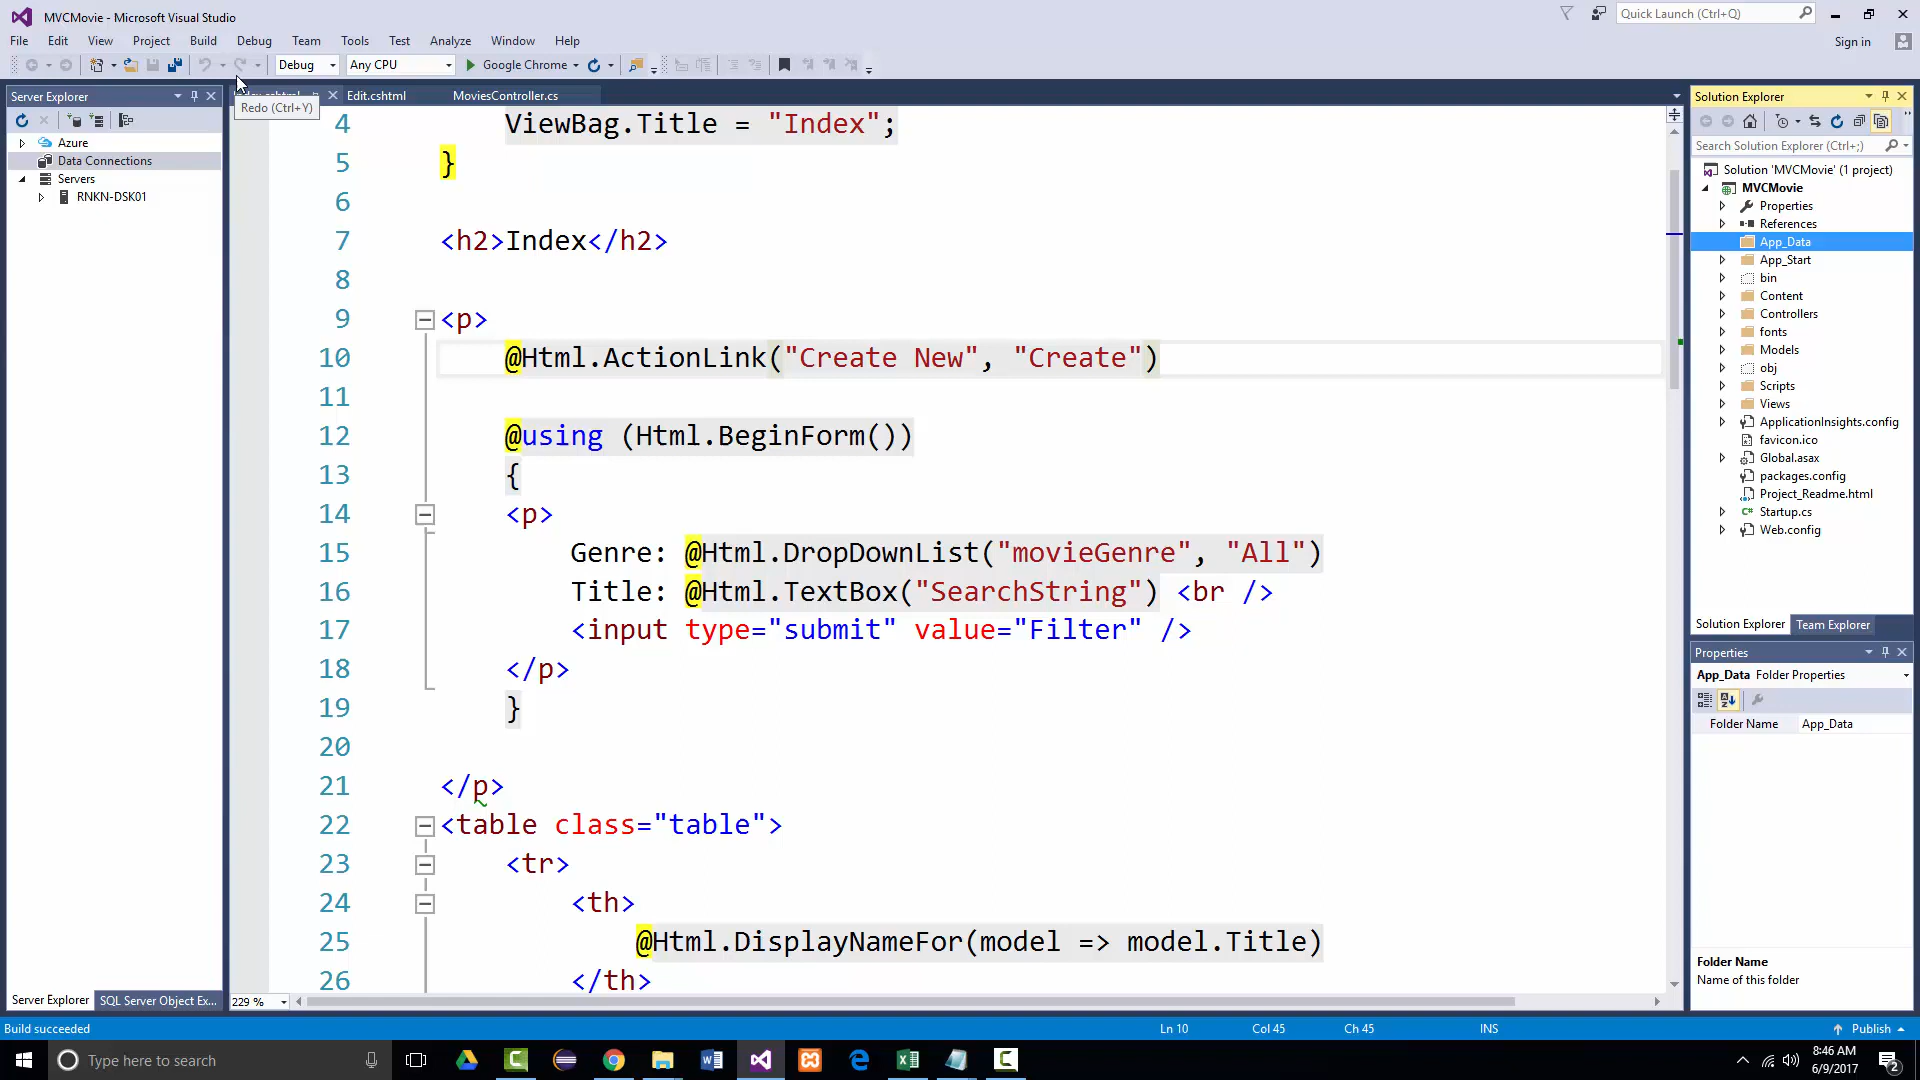 MVCMovie - Microsoft Visual Studio
Quick Launch (Ctrl+Q)
File Edit View Project Build Debug Team Tools Test Analyze Window Help
Sign in
Debug Any CPU Google Chrome
Server Explorer
Edit.cshtml MoviesController.cs
Redo (Ctrl+Y)
Azure
Data Connections
Servers
RNKN-DSK01
4 ViewBag.Title = "Index";
5 }
6
7 <h2>Index</h2>
8
9 <p>
10 @Html.ActionLink("Create New", "Create")
11
12 @using (Html.BeginForm())
13 {
14 <p>
15 Genre: @Html.DropDownList("movieGenre", "All")
16 Title: @Html.TextBox("SearchString") <br />
17 <input type="submit" value="Filter" />
18 </p>
19 }
20
21 </p>
22 <table class="table">
23 <tr>
24 <th>
25 @Html.DisplayNameFor(model => model.Title)
26 </th>
229 %
Server Explorer SQL Server Object Ex...
Solution Explorer
Search Solution Explorer (Ctrl+;)
Solution 'MVCMovie' (1 project)
MVCMovie
Properties
References
App_Data
App_Start
bin
Content
Controllers
fonts
Models
obj
Scripts
Views
ApplicationInsights.config
favicon.ico
Global.asax
packages.config
Project_Readme.html
Startup.cs
Web.config
Solution Explorer Team Explorer
Properties
App_Data Folder Properties
Folder Name App_Data
Folder Name
Name of this folder
Build succeeded Ln 10 Col 45 Ch 45 INS Publish
Type here to search
8:46 AM
6/9/2017
2